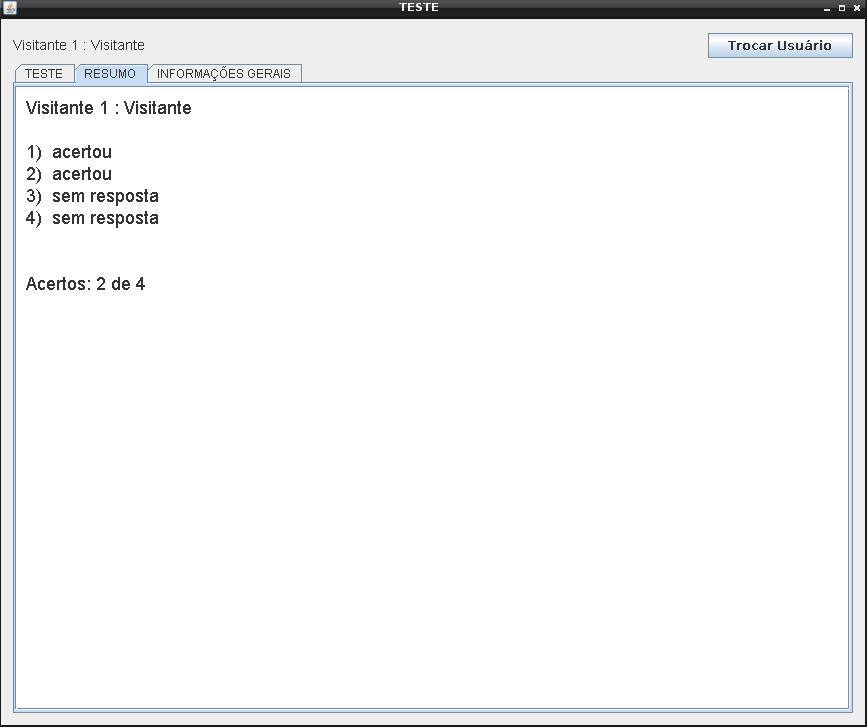 TESTE
Visitante 1 : Visitante
Trocar Usuário
TESTE
RESUMO
INFORMAÇÕES GERAIS
Visitante 1 : Visitante
1) acertou
2) acertou
3) sem resposta
4) sem resposta
Acertos: 2 de 4